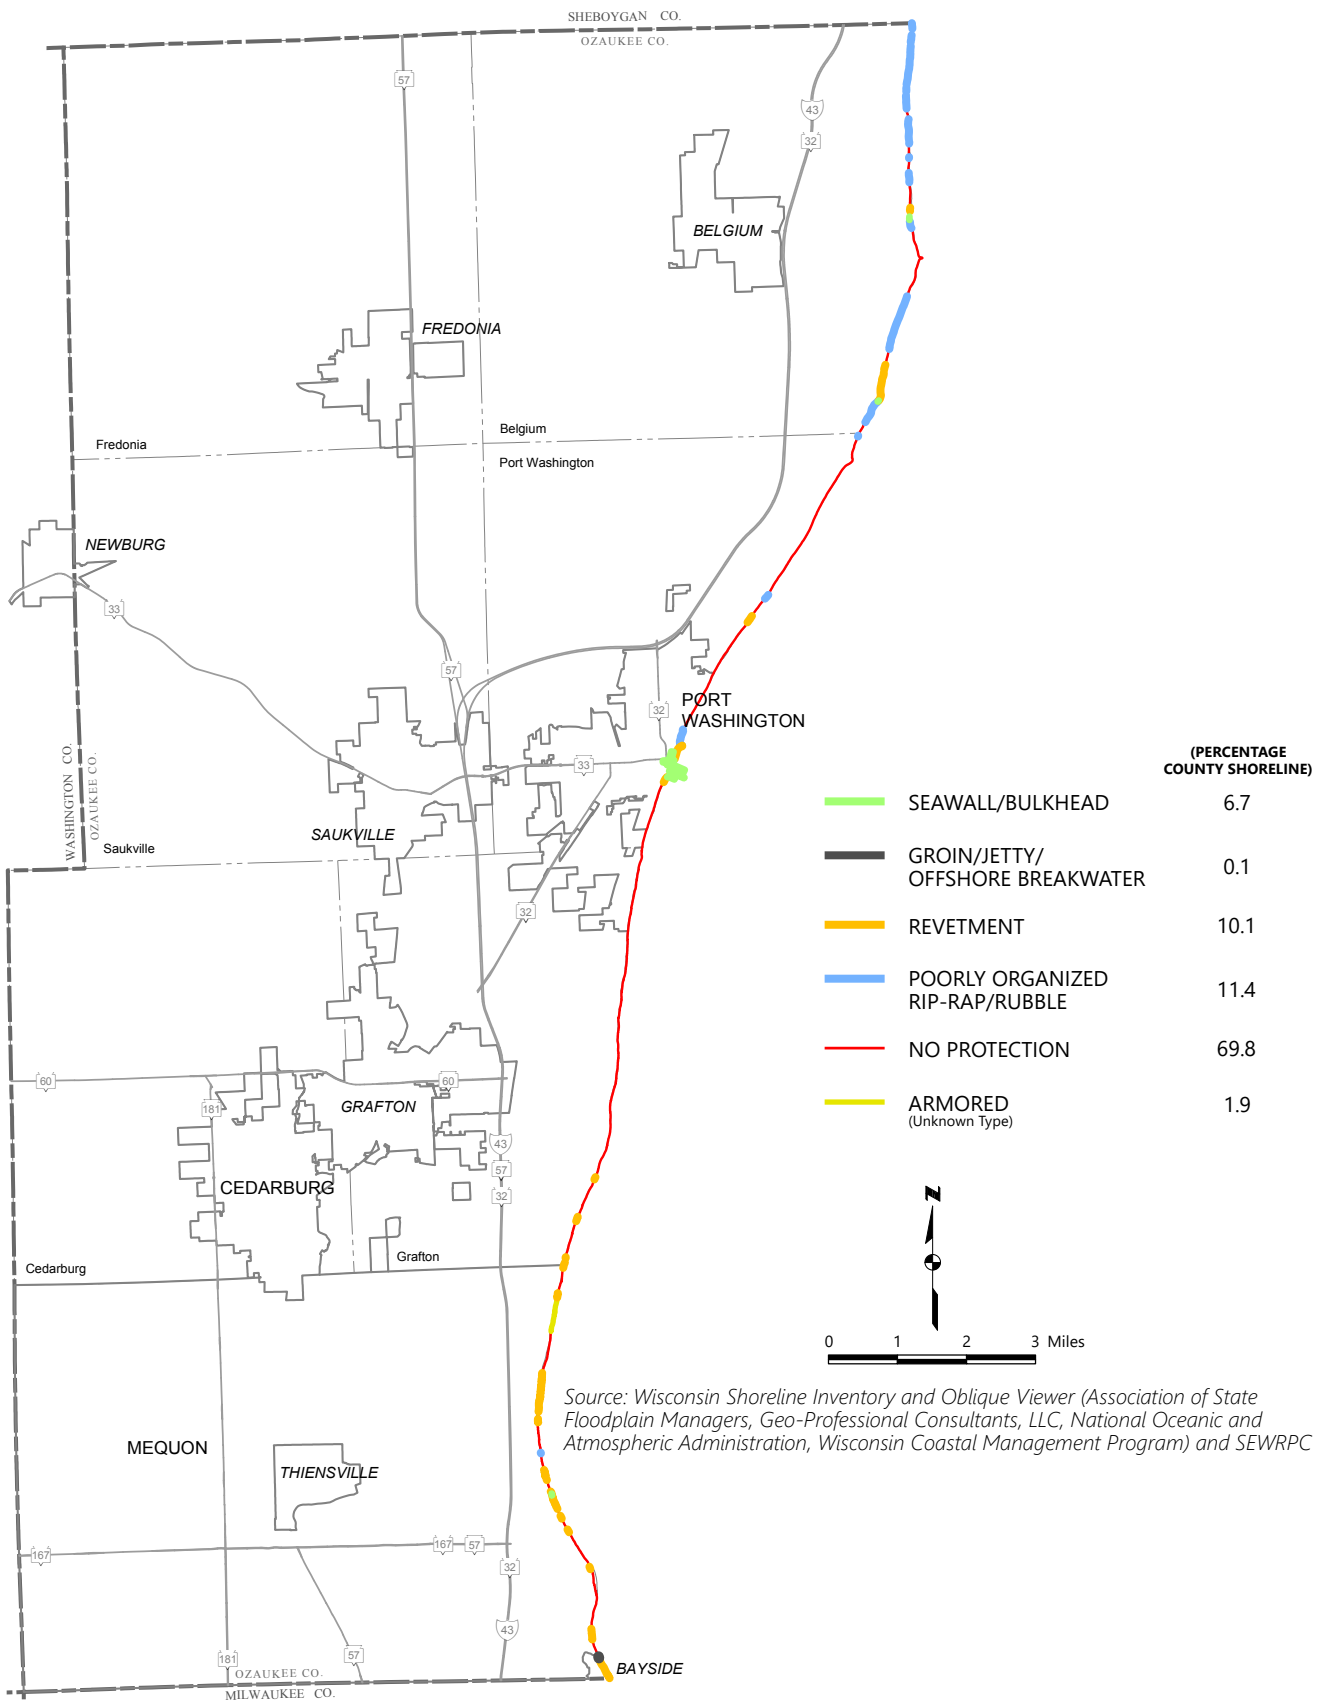 SHEBOYGAN CO.
OZAUKEE CO.
57
43
32
BELGIUM
FREDONIA
Fredonia
Belgium
Port Washington
NEWBURG
33
57
32
PORT
WASHINGTON
33
WASHINGTON CO.
OZAUKEE CO.
SAUKVILLE
Saukville
32
(PERCENTAGE
COUNTY SHORELINE)
SEAWALL/BULKHEAD 6.7
GROIN/JETTY/
OFFSHORE BREAKWATER 0.1
REVETMENT 10.1
POORLY ORGANIZED
RIP-RAP/RUBBLE 11.4
NO PROTECTION 69.8
ARMORED 1.9
(Unknown Type)
60
60
181
GRAFTON
43
57
32
CEDARBURG
Grafton
Cedarburg
N
0 1 2 3 Miles
Source: Wisconsin Shoreline Inventory and Oblique Viewer (Association of State
Floodplain Managers, Geo-Professional Consultants, LLC, National Oceanic and
Atmospheric Administration, Wisconsin Coastal Management Program) and SEWRPC
MEQUON
THIENSVILLE
167
167
57
32
43
181
57
BAYSIDE
OZAUKEE CO.
MILWAUKEE CO.